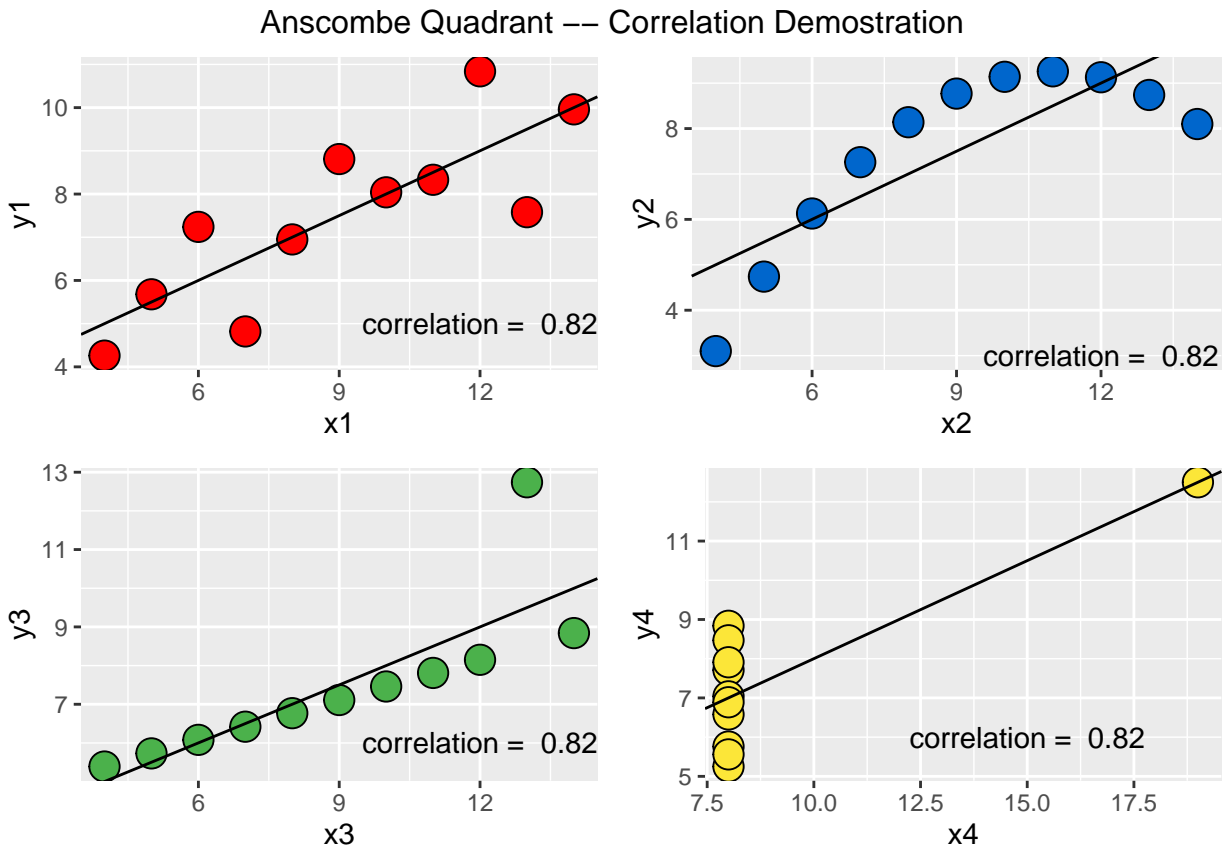 Anscombe Quadrant −− Correlation Demostration
10
8
6
4
y1
correlation =  0.82
6
9
12
x1
8
6
4
y2
correlation =  0.82
6
9
12
x2
13
11
9
7
y3
correlation =  0.82
6
9
12
x3
11
9
7
5
y4
correlation =  0.82
7.5
10.0
12.5
15.0
17.5
x4